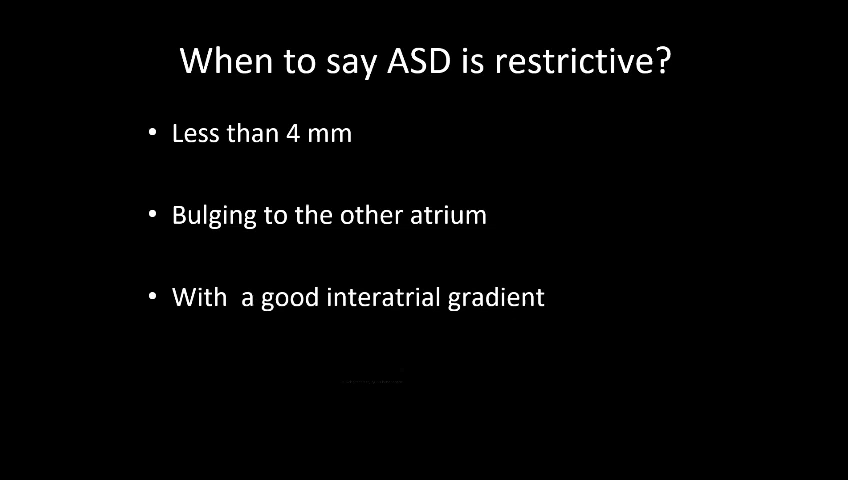 When to say ASD is restrictive?
• Less than 4 mm
• Bulging to the other atrium
• With a good interatrial gradient